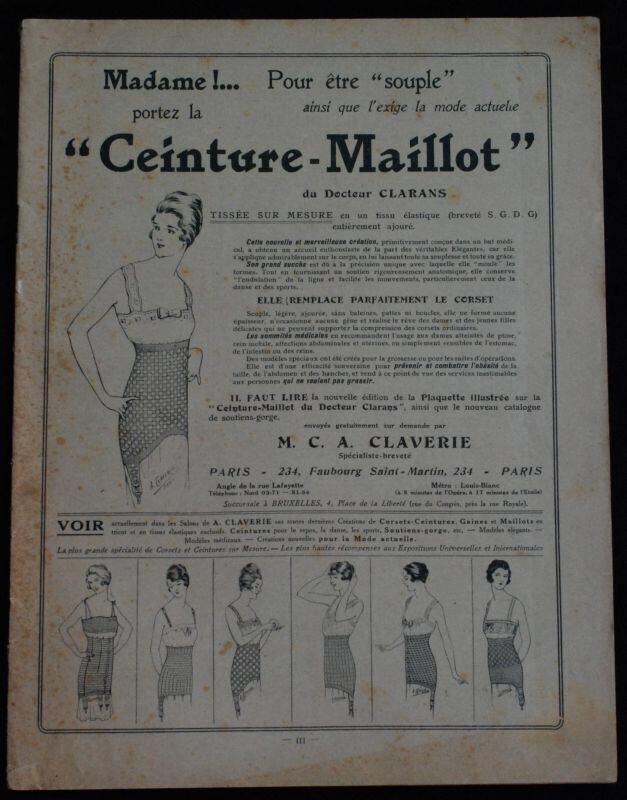 Madame !... Pour être "souple"
portez la ainsi que l'exige la mode actuelle
"Ceinture-Maillot"
du Docteur CLARANS
TISSÉE SUR MESURE en un tissu élastique (breveté S. G. D. G)
entièrement ajouré.
Cette nouvelle et merveilleuse création, primitivement conçue dans un but médi-
cal, a obtenu un accueil enthousiaste de la part des véritables Elégantes, car elle
s'applique admirablement sur le corps, en lui laissant toute sa souplesse et toute sa grâce.
Son grand succès est dû à la précision unique avec laquelle elle "moule" les
formes. Tout en fournissant un soutien rigoureusement anatomique, elle conserve
"l'ondulation" de la ligne et facilite les mouvements, particulièrement ceux de la
danse et des sports.
ELLE REMPLACE PARFAITEMENT LE CORSET
Souple, légère, ajourée, sans baleines, pattes ni boucles, elle ne forme aucune
épaisseur, n'occasionne aucune gêne et réalise le rêve des dames et des jeunes filles
délicates qui ne peuvent supporter la compression des corsets ordinaires.
Les sommités médicales en recommandent l'usage aux dames atteintes de ptose,
rein mobile, affections abdominales et utérines, ou simplement sensibles de l'estomac,
de l'intestin ou des reins.
Des modèles spéciaux ont été créés pour la grossesse ou pour les suites d'opérations.
Elle est d'une efficacité souveraine pour prévenir et combattre l'obésité de la
taille, de l'abdomen et des hanches, et rend à ce point de vue des services inestimables
aux personnes qui ne veulent pas grossir.
IL FAUT LIRE la nouvelle édition de la Plaquette illustrée sur la
"Ceinture-Maillot du Docteur Clarans", ainsi que le nouveau catalogue
de soutiens-gorge.
envoyés gratuitement sur demande par
M. C. A. CLAVERIE
Spécialiste-breveté
PARIS - 234, Faubourg Saint-Martin, 234 - PARIS
Angle de la rue Lafayette Métro : Louis-Blanc
Téléphone : Nord 03-71 — 81-94 (à 8 minutes de l'Opéra, à 17 minutes de l'Etoile)
Succursale à BRUXELLES, 4, Place de la Liberté (rue du Congrès, près la rue Royale).
VOIR actuellement dans les Salons de A. CLAVERIE ses toutes dernières Créations de Corsets-Ceintures, Gaines et Maillots en
tricot et en tissus élastiques exclusifs. Ceintures pour le repos, la danse, les sports, Soutiens-gorge, etc. — Modèles élégants. —
Modèles médicaux. — Créations nouvelles pour la Mode actuelle.
La plus grande spécialité de Corsets et Ceintures sur Mesure. — Les plus hautes récompenses aux Expositions Universelles et Internationales
— III —